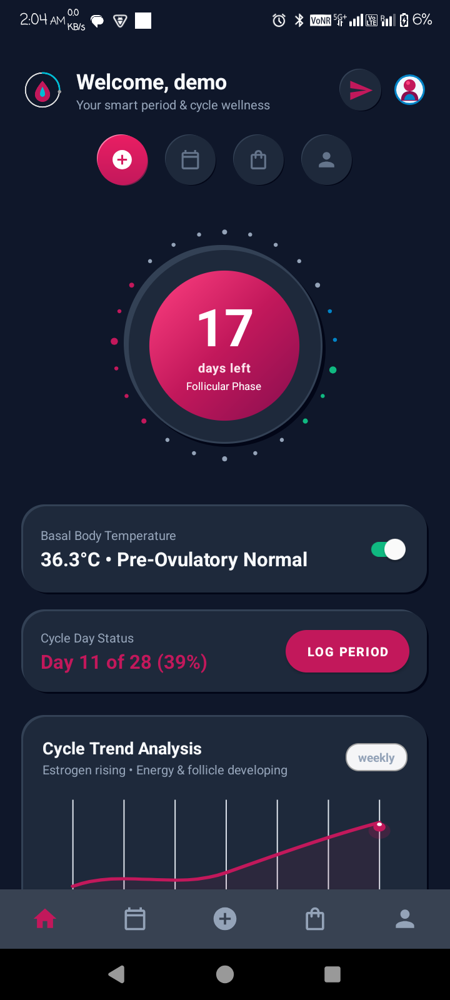 2:04 AM 0.0 KB/s VoNR 5G+ Vo LTE R 6%
Welcome, demo
Your smart period & cycle wellness
17
days left
Follicular Phase
Basal Body Temperature
36.3°C • Pre-Ovulatory Normal
Cycle Day Status
Day 11 of 28 (39%)
LOG PERIOD
Cycle Trend Analysis
weekly
Estrogen rising • Energy & follicle developing